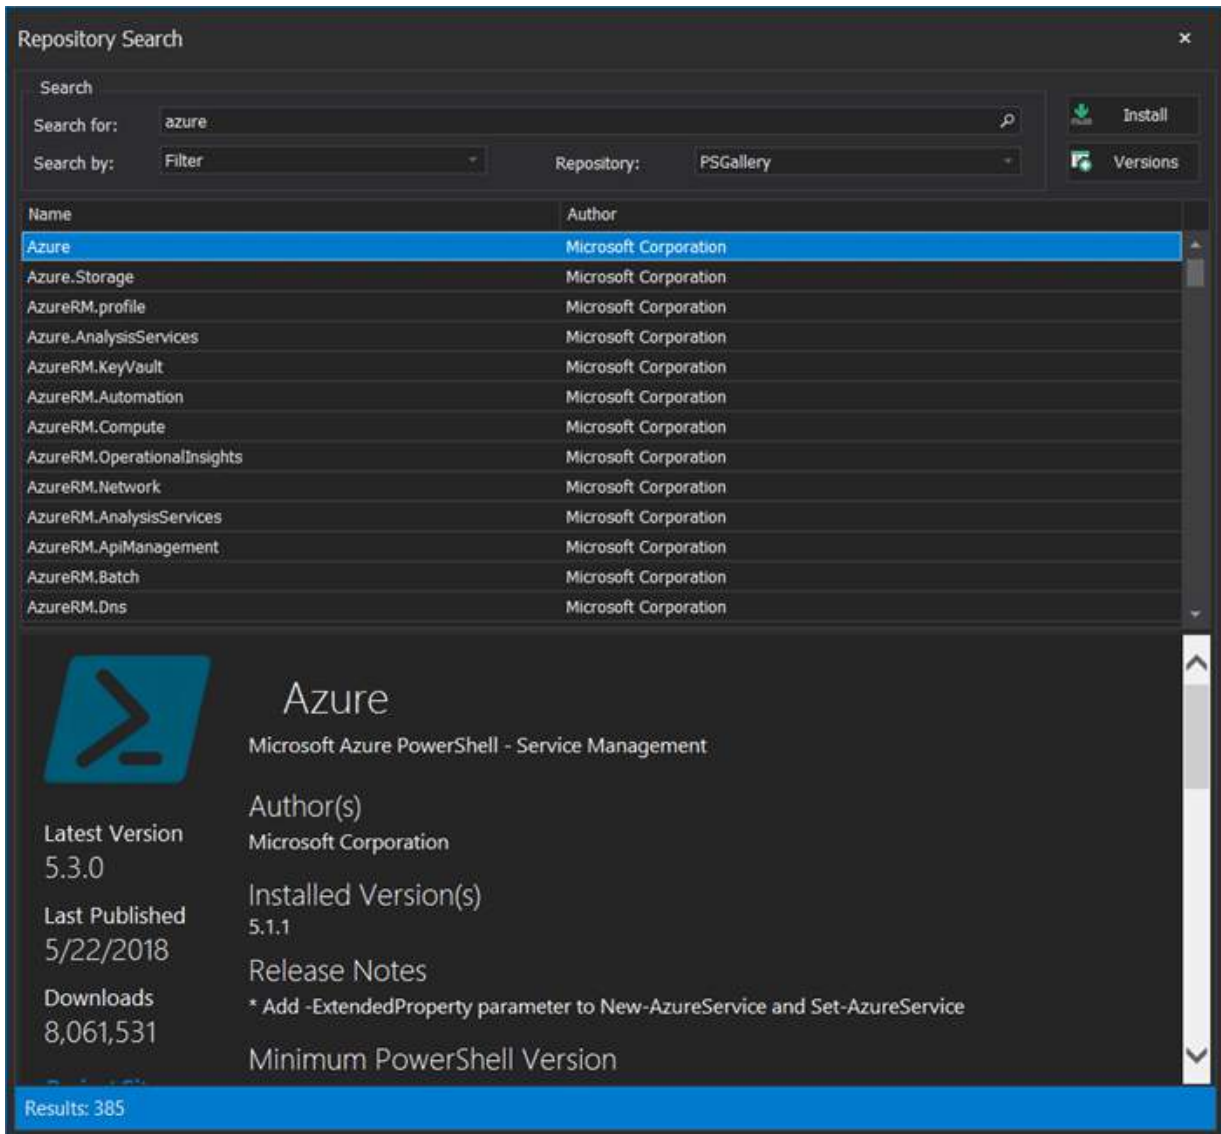 Repository Search
Search
Search for: azure
Install
Search by: Filter Repository: PSGallery
Versions
Name Author
Azure Microsoft Corporation
Azure.Storage Microsoft Corporation
AzureRM.profile Microsoft Corporation
Azure.AnalysisServices Microsoft Corporation
AzureRM.KeyVault Microsoft Corporation
AzureRM.Automation Microsoft Corporation
AzureRM.Compute Microsoft Corporation
AzureRM.OperationalInsights Microsoft Corporation
AzureRM.Network Microsoft Corporation
AzureRM.AnalysisServices Microsoft Corporation
AzureRM.ApiManagement Microsoft Corporation
AzureRM.Batch Microsoft Corporation
AzureRM.Dns Microsoft Corporation
Latest Version
5.3.0
Last Published
5/22/2018
Downloads
8,061,531
Azure
Microsoft Azure PowerShell - Service Management
Author(s)
Microsoft Corporation
Installed Version(s)
5.1.1
Release Notes
* Add -ExtendedProperty parameter to New-AzureService and Set-AzureService
Minimum PowerShell Version
Results: 385